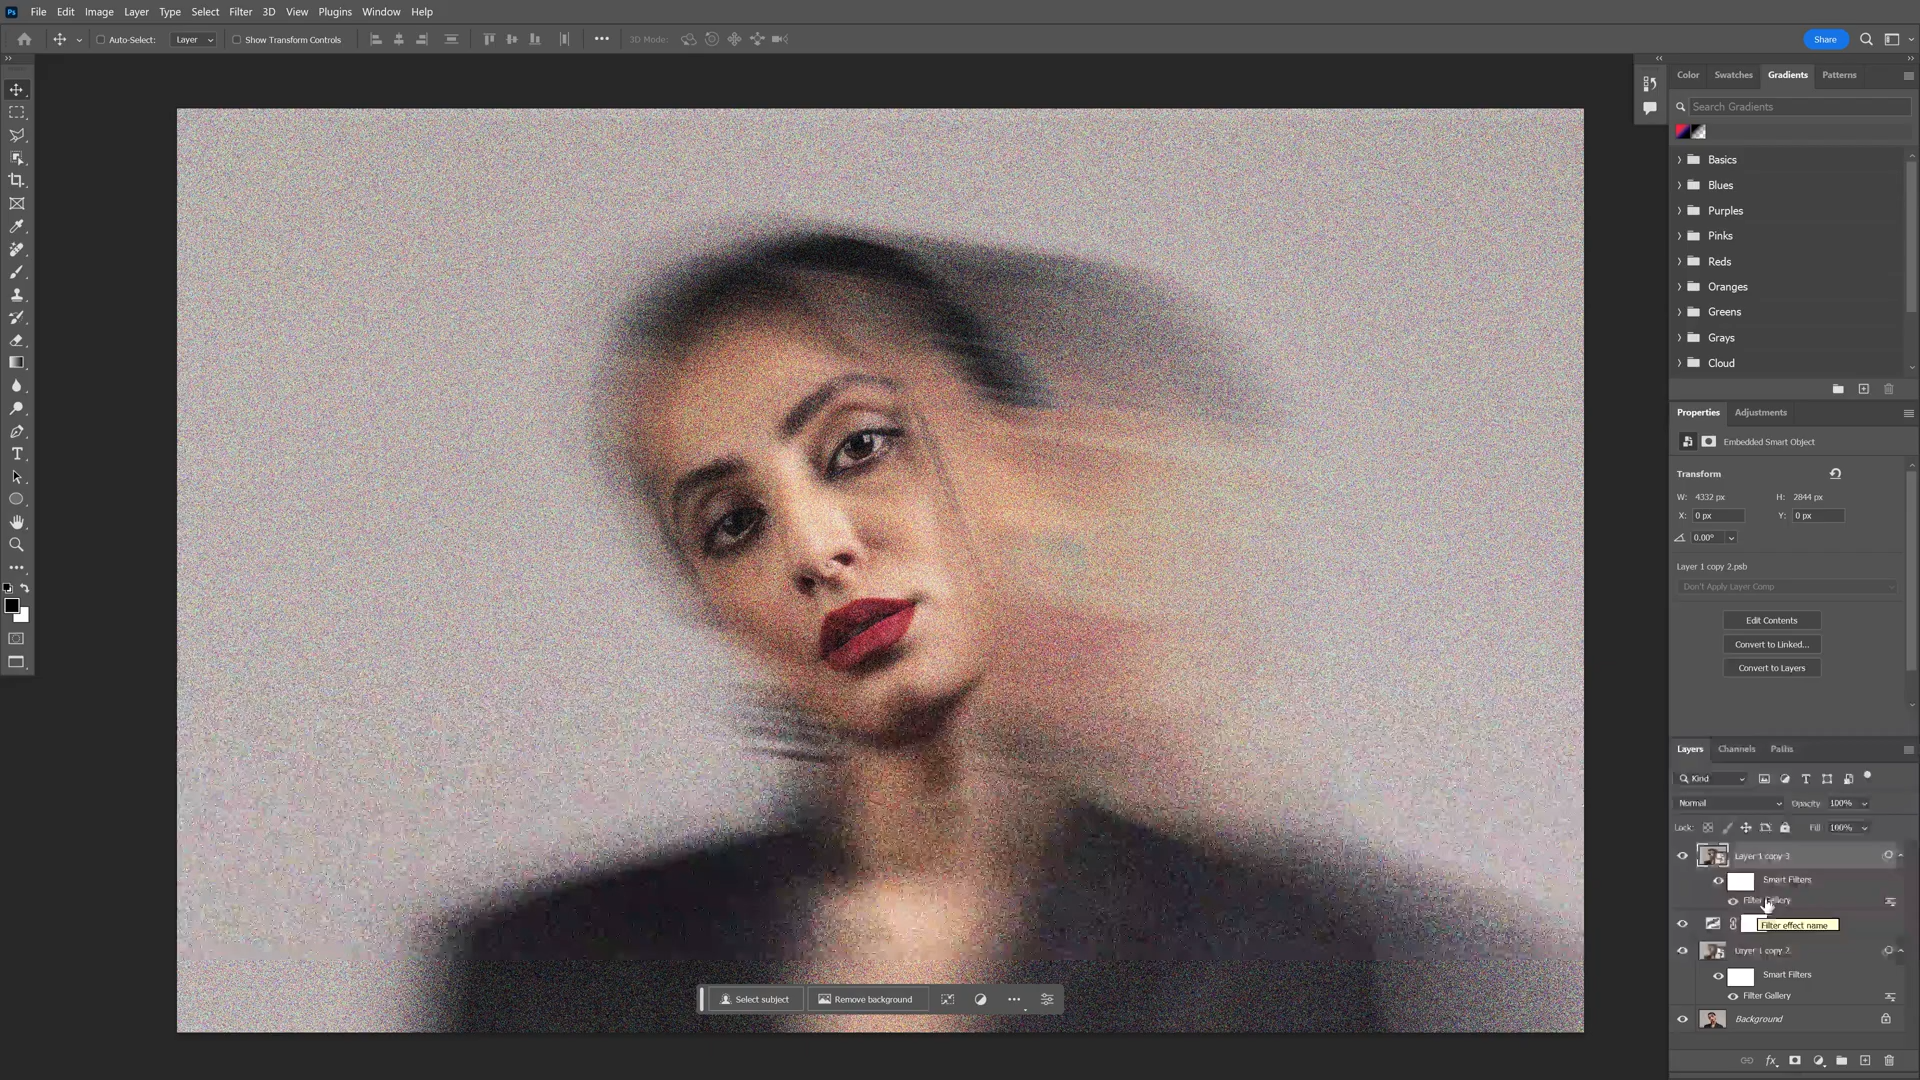 Ps File Edit Image Layer Type Select Filter 3D View Plugins Window Help
Auto-Select: Layer Show Transform Controls 3D Mode: Share
Color Swatches Gradients Patterns
Search Gradients
Basics
Blues
Purples
Pinks
Reds
Oranges
Greens
Grays
Cloud
Properties Adjustments
Embedded Smart Object
Transform
W: 4332 px H: 2844 px
X: 0 px Y: 0 px
0.00°
Layer 1 copy 2.psb
Don't Apply Layer Comp
Edit Contents
Convert to Linked...
Convert to Layers
Layers Channels Paths
Kind
Normal Opacity 100%
Lock: Fill 100%
Layer 1 copy 3
Smart Filters
Filter Gallery
Filter effect name
Layer 1 copy 2
Smart Filters
Filter Gallery
Background
Select subject Remove background